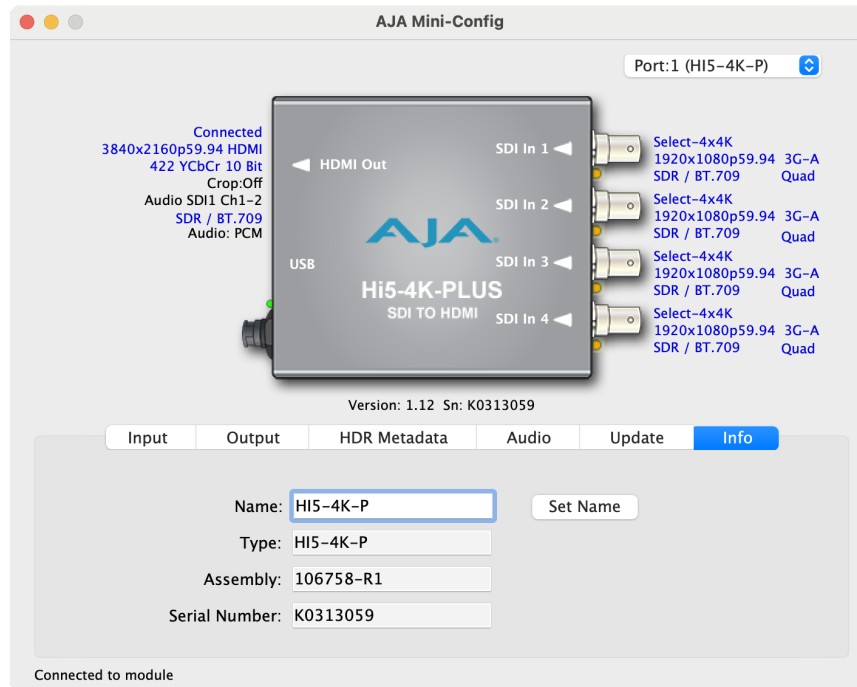 AJA Mini-Config
Port:1 (HI5-4K-P)
Connected
3840x2160p59.94 HDMI
422 YCbCr 10 Bit
Crop:Off
Audio SDI1 Ch1-2
SDR / BT.709
Audio: PCM
HDMI Out
USB
SDI In 1
SDI In 2
SDI In 3
SDI In 4
AJA
Hi5-4K-PLUS
SDI TO HDMI
Select-4x4K
1920x1080p59.94 3G-A
SDR / BT.709 Quad
Select-4x4K
1920x1080p59.94 3G-A
SDR / BT.709 Quad
Select-4x4K
1920x1080p59.94 3G-A
SDR / BT.709 Quad
Select-4x4K
1920x1080p59.94 3G-A
SDR / BT.709 Quad
Version: 1.12 Sn: K0313059
Input Output HDR Metadata Audio Update Info
Name: HI5-4K-P Set Name
Type: HI5-4K-P
Assembly: 106758-R1
Serial Number: K0313059
Connected to module